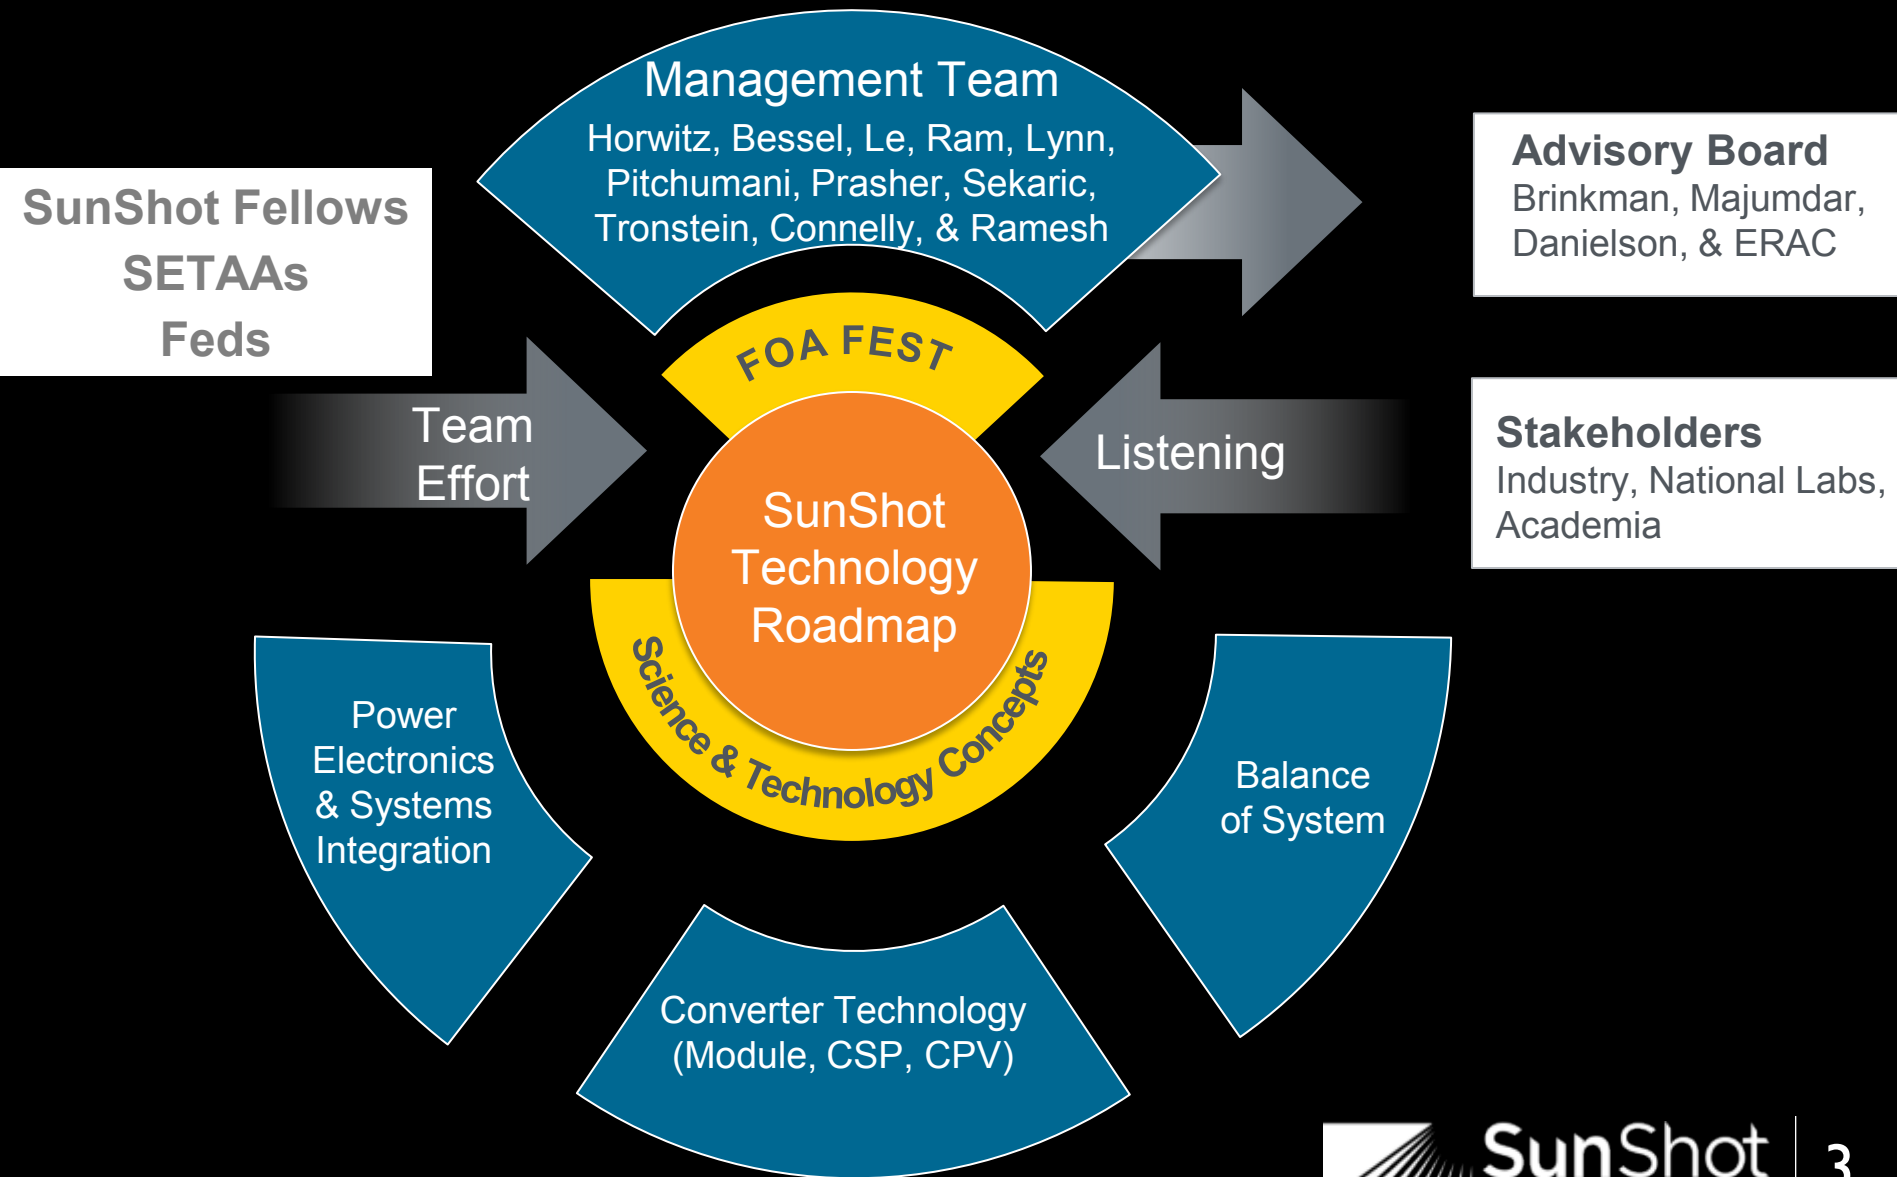 Management Team
Horwitz, Bessel, Le, Ram, Lynn,
Pitchumani, Prasher, Sekaric,
Tronstein, Connelly, & Ramesh
Advisory Board
Brinkman, Majumdar,
Danielson, & ERAC
SunShot Fellows
SETAAs
Feds
FOA FEST
Team
Effort
Listening
Stakeholders
Industry, National Labs,
Academia
SunShot
Technology
Roadmap
Science & Technology Concepts
Power
Electronics
& Systems
Integration
Balance
of System
Converter Technology
(Module, CSP, CPV)
SunShot
3